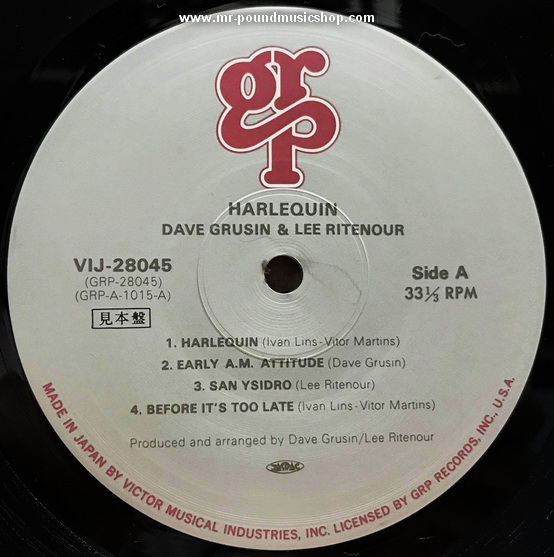 www.mr-poundmusicshop.com
grp
HARLEQUIN
DAVE GRUSIN & LEE RITENOUR
VIJ-28045
(GRP-28045)
(GRP-A-1015-A)
見本盤
Side A
33⅓ RPM
1. HARLEQUIN (Ivan Lins-Vitor Martins)
2. EARLY A.M. ATTITUDE (Dave Grusin)
3. SAN YSIDRO (Lee Ritenour)
4. BEFORE IT'S TOO LATE (Ivan Lins-Vitor Martins)
Produced and arranged by Dave Grusin/Lee Ritenour
JASRAC
MADE IN JAPAN BY VICTOR MUSICAL INDUSTRIES, INC. LICENSED BY GRP RECORDS, INC., U.S.A.